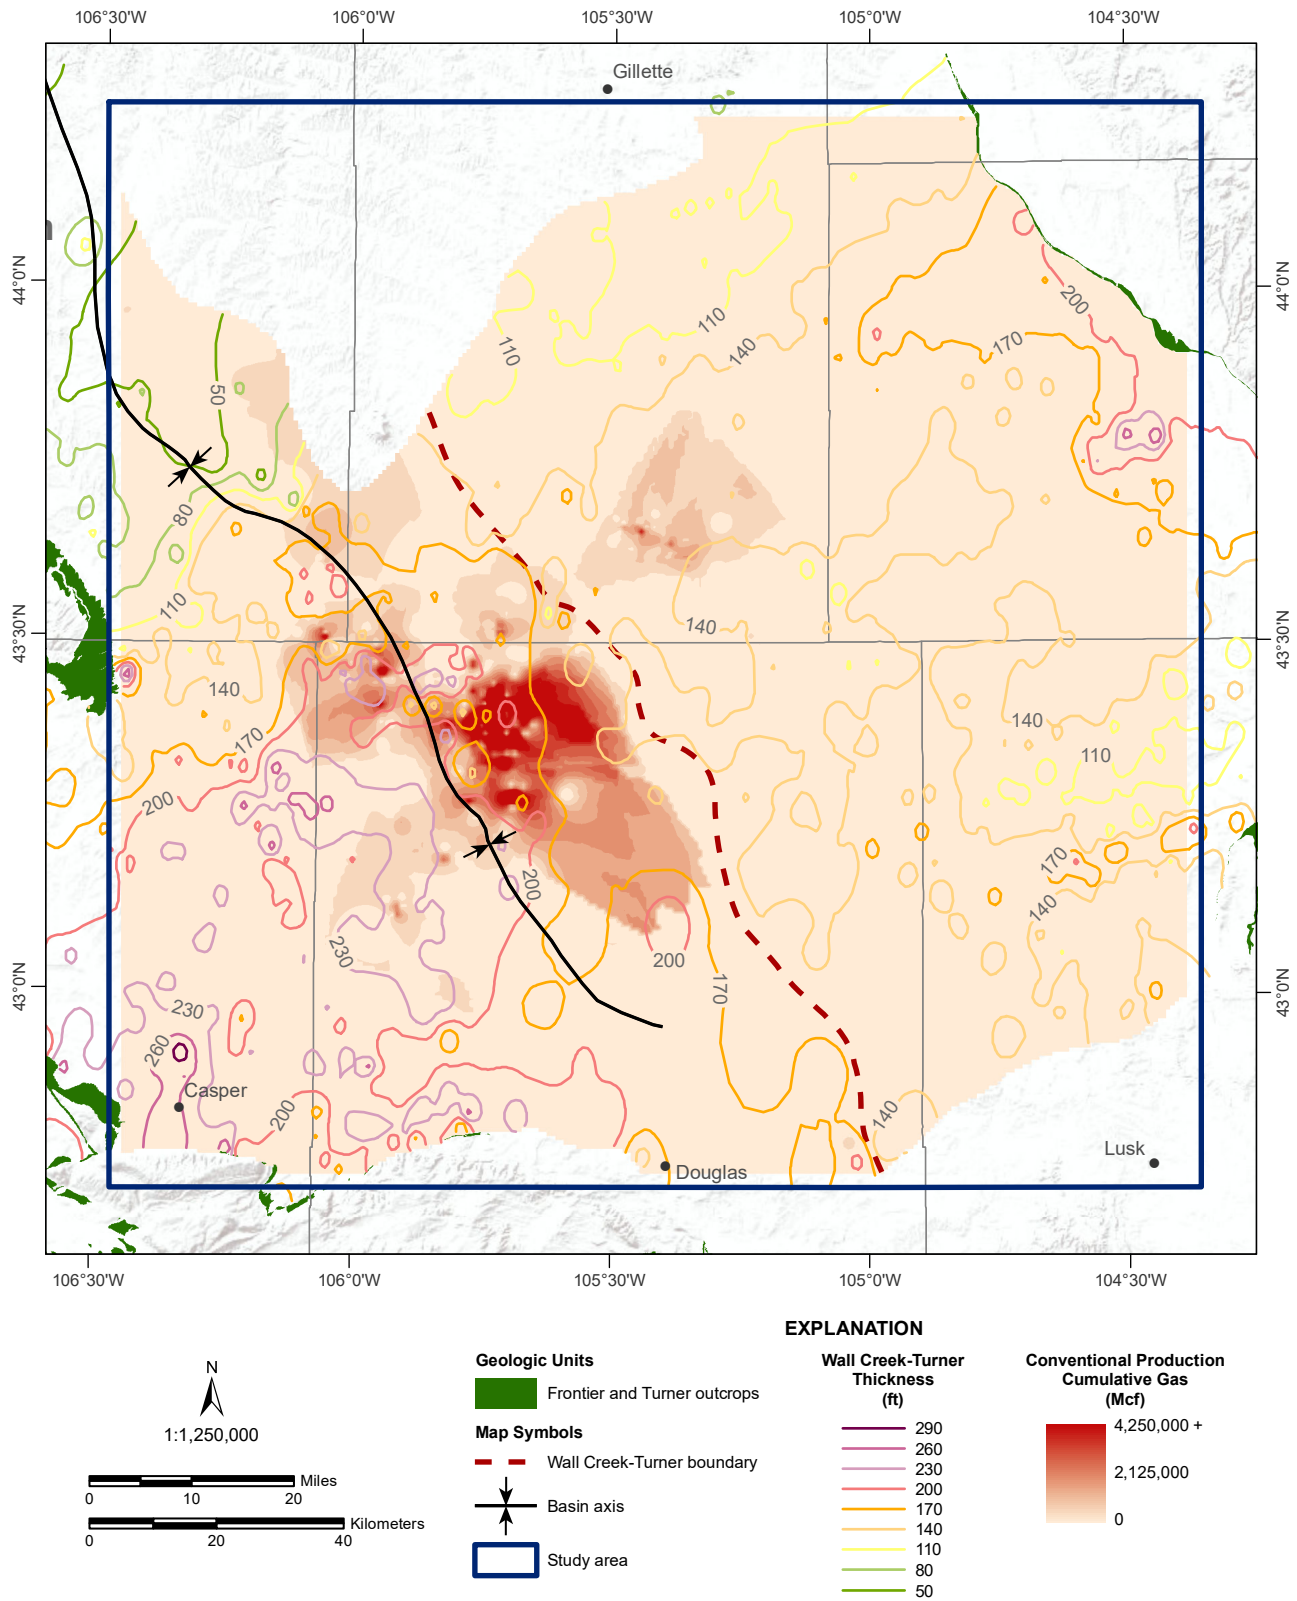 106°30'W 106°0'W 105°30'W 105°0'W 104°30'W
Gillette
44°0'N 44°0'N
200
110
140
170
110
50
80
110
140
43°30'N 43°30'N
140
140
170
110
200
170
200
140
230
200
170
43°0'N 43°0'N
230
260
Casper
200
140
Lusk
Douglas
106°30'W 106°0'W 105°30'W 105°0'W 104°30'W
EXPLANATION
N
1:1,250,000
Miles
0 10 20
Kilometers
0 20 40
Geologic Units
Frontier and Turner outcrops
Map Symbols
Wall Creek-Turner boundary
Basin axis
Study area
Wall Creek-Turner
Thickness
(ft)
290
260
230
200
170
140
110
80
50
Conventional Production
Cumulative Gas
(Mcf)
4,250,000 +
2,125,000
0